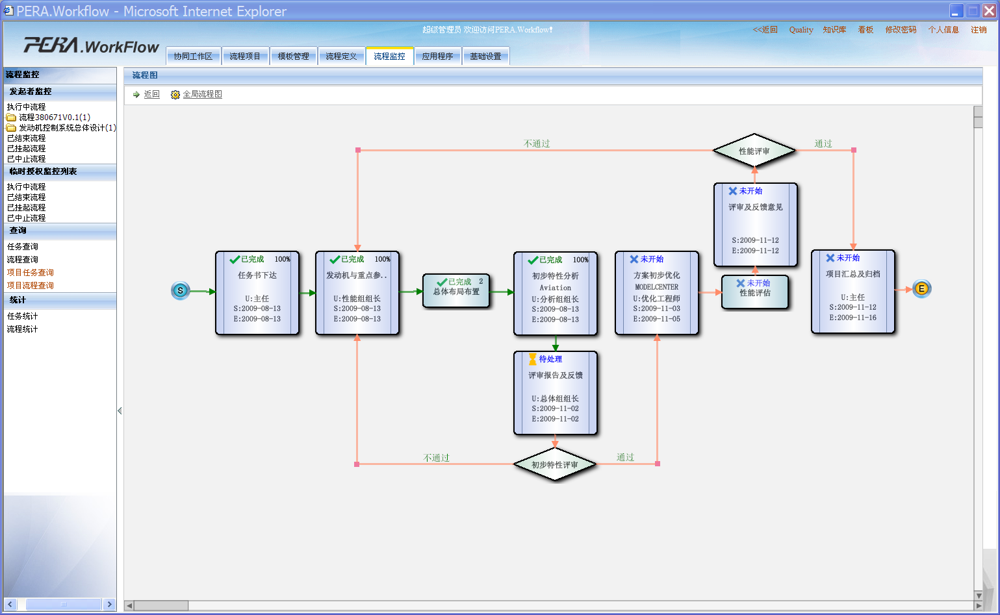 PERA.Workflow - Microsoft Internet Explorer
超级管理员 欢迎访问PERA.Workflow!
<<返回 Quality 知识库 看板 修改密码 个人信息 注销
PERA.WorkFlow
协同工作区 流程项目 模板管理 流程定义 流程监控 应用程序 基础设置
流程监控
发起者监控
执行中流程
流程380671V0.1(1)
发动机控制系统总体设计(1)
已结束流程
已挂起流程
已中止流程
临时授权监控列表
执行中流程
已结束流程
已挂起流程
已中止流程
查询
任务查询
流程查询
项目任务查询
项目流程查询
统计
任务统计
流程统计
流程图
返回 全局流程图
不通过
性能评审
通过
未开始
评审及反馈意见
S:2009-11-12
E:2009-11-12
S
已完成 100%
任务书下达
U:主任
S:2009-08-13
E:2009-08-13
已完成 100%
发动机与重点参..
U:性能组组长
S:2009-08-13
E:2009-08-13
已完成 2
总体布局布置
已完成 100%
初步特性分析
Aviation
U:分析组组长
S:2009-08-13
E:2009-08-13
未开始
方案初步优化
MODELCENTER
U:优化工程师
S:2009-11-03
E:2009-11-05
未开始
性能评估
未开始
项目汇总及归档
U:主任
S:2009-11-12
E:2009-11-16
E
待处理
评审报告及反馈
U:总体组组长
S:2009-11-02
E:2009-11-02
不通过
初步特性评审
通过